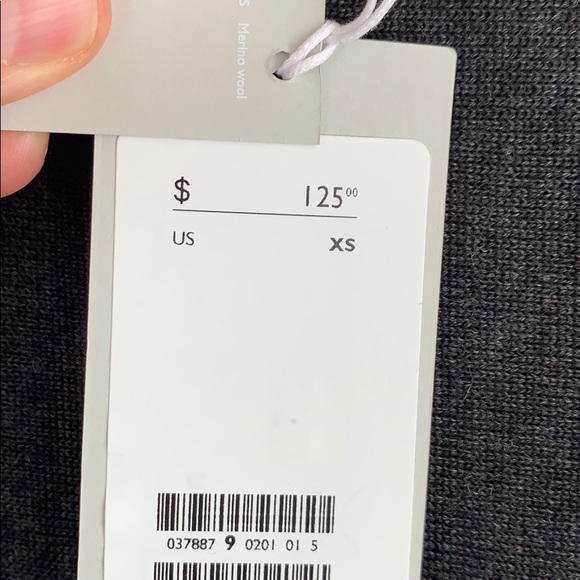 S Merino wool
$ 125⁰⁰
US XS
037887 9 0201 01 5